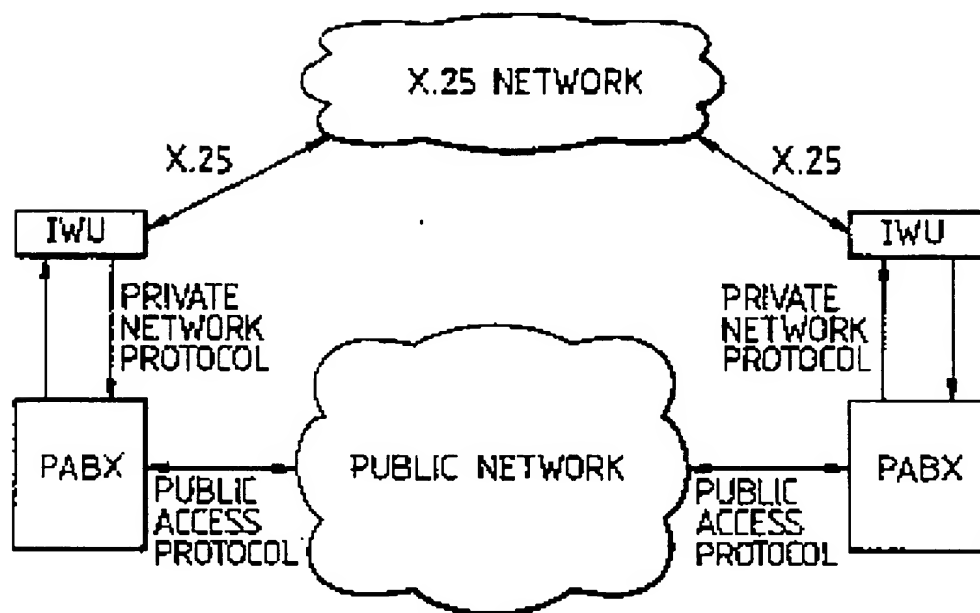 X.25 NETWORK
X.25
X.25
IWU
IWU
PRIVATE
NETWORK
PROTOCOL
PRIVATE
NETWORK
PROTOCOL
PABX
PUBLIC NETWORK
PABX
PUBLIC
ACCESS
PROTOCOL
PUBLIC
ACCESS
PROTOCOL